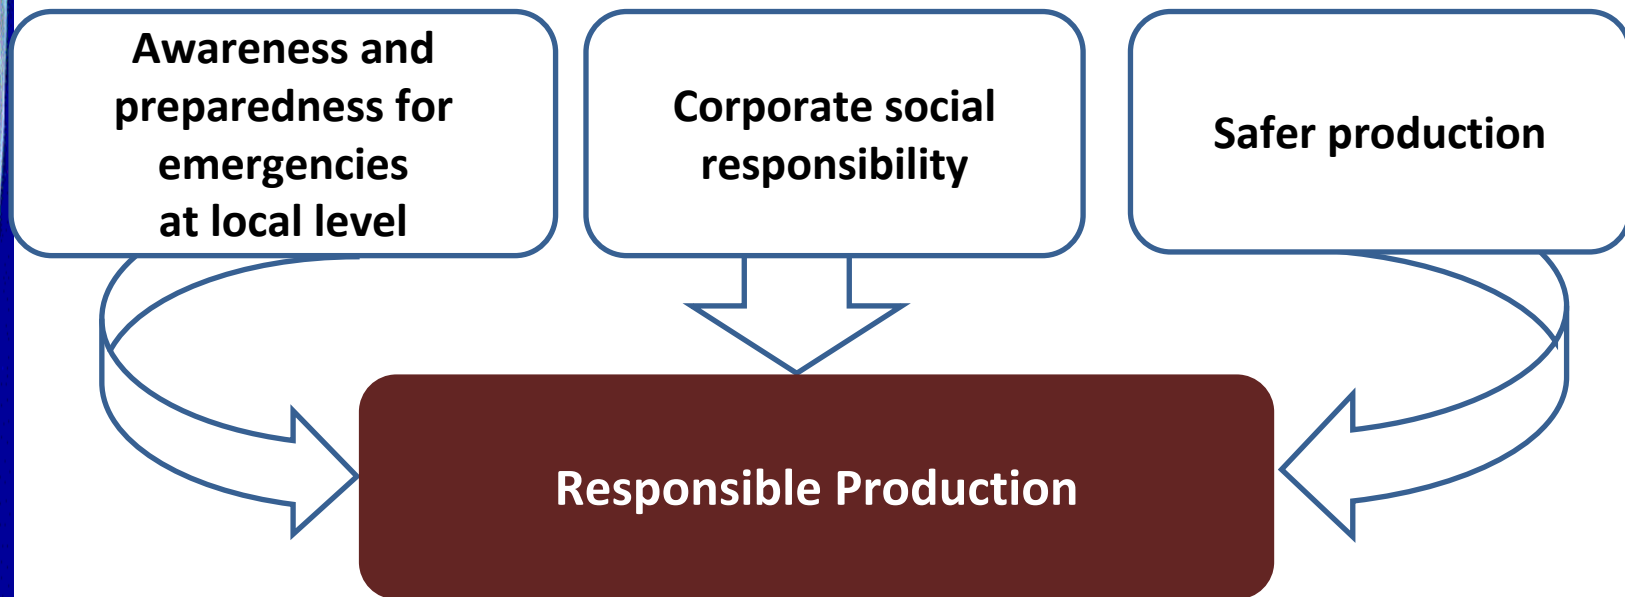 Awareness and
preparedness for
emergencies
at local level
Corporate social
responsibility
Safer production
Responsible Production